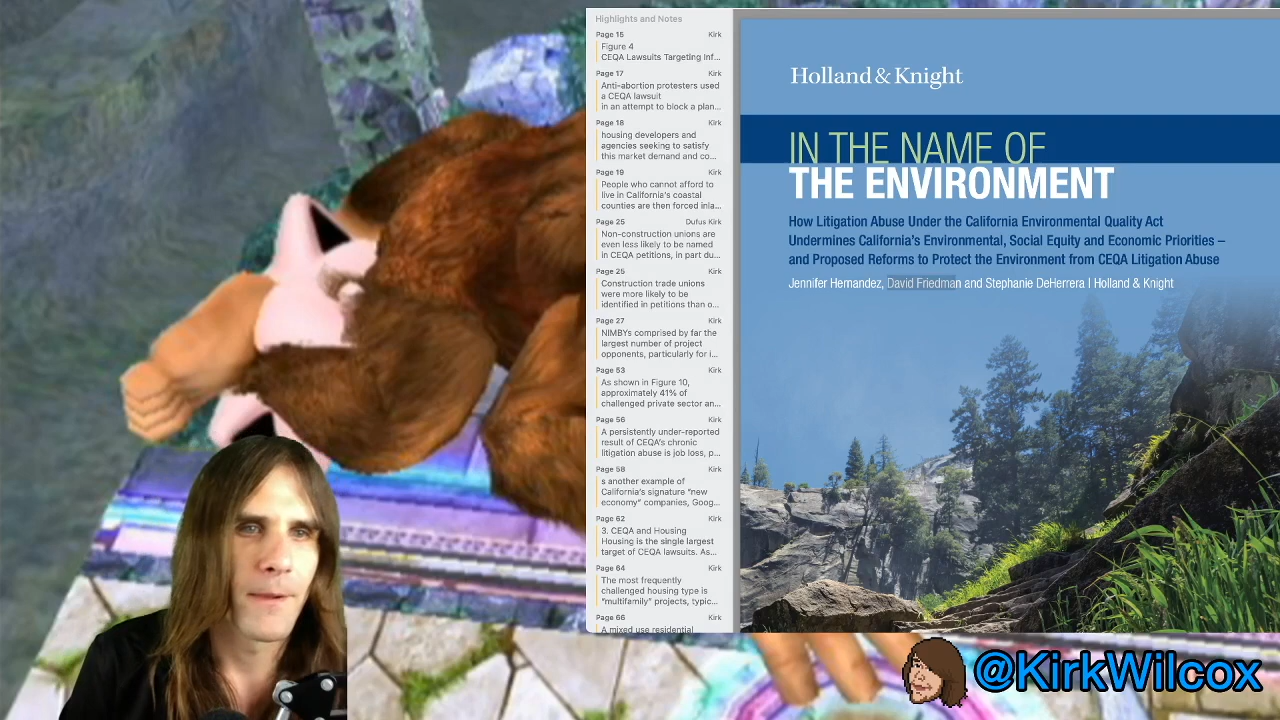 Highlights and Notes
Page 15 Kirk
Figure 4
CEQA Lawsuits Targeting Inf...
Page 17 Kirk
Anti-abortion protesters used
a CEQA lawsuit
in an attempt to block a plan...
Page 18 Kirk
housing developers and
agencies seeking to satisfy
this market demand and co...
Page 19 Kirk
People who cannot afford to
live in California's coastal
counties are then forced inla...
Page 25 Dufus Kirk
Non-construction unions are
even less likely to be named
in CEQA petitions, in part du...
Page 25 Kirk
Construction trade unions
were more likely to be
identified in petitions than o...
Page 27 Kirk
NIMBYs comprised by far the
largest number of project
opponents, particularly for i...
Page 53 Kirk
As shown in Figure 10,
approximately 41% of
challenged private sector an...
Page 56 Kirk
A persistently under-reported
result of CEQA's chronic
litigation abuse is job loss, p...
Page 58 Kirk
s another example of
California's signature "new
economy" companies, Goog...
Page 62 Kirk
3. CEQA and Housing
Housing is the single largest
target of CEQA lawsuits. As...
Page 64 Kirk
The most frequently
challenged housing type is
"multifamily" projects, typic...
Page 66 Kirk
A mixed use residential
Holland & Knight
IN THE NAME OF
THE ENVIRONMENT
How Litigation Abuse Under the California Environmental Quality Act
Undermines California's Environmental, Social Equity and Economic Priorities –
and Proposed Reforms to Protect the Environment from CEQA Litigation Abuse
Jennifer Hernandez, David Friedman and Stephanie DeHerrera | Holland & Knight
@KirkWilcox